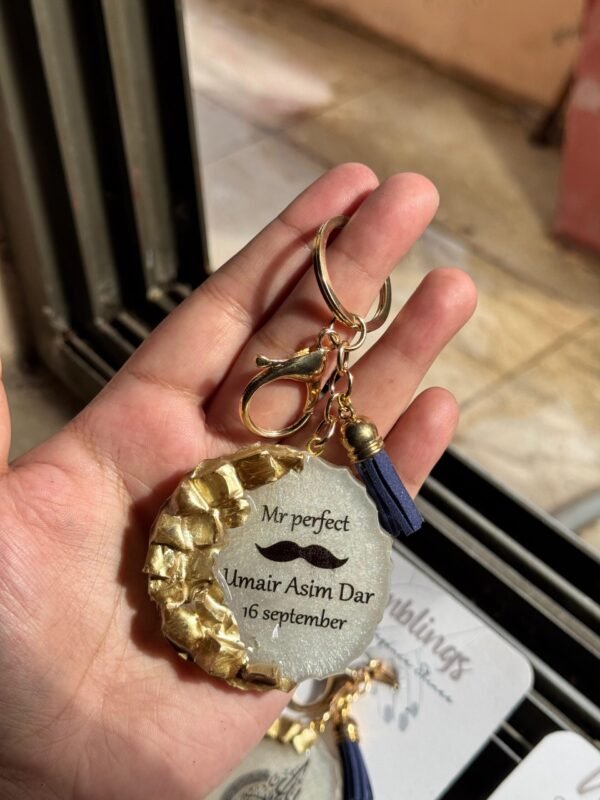 Mr perfect
Umair Asim Dar
16 september